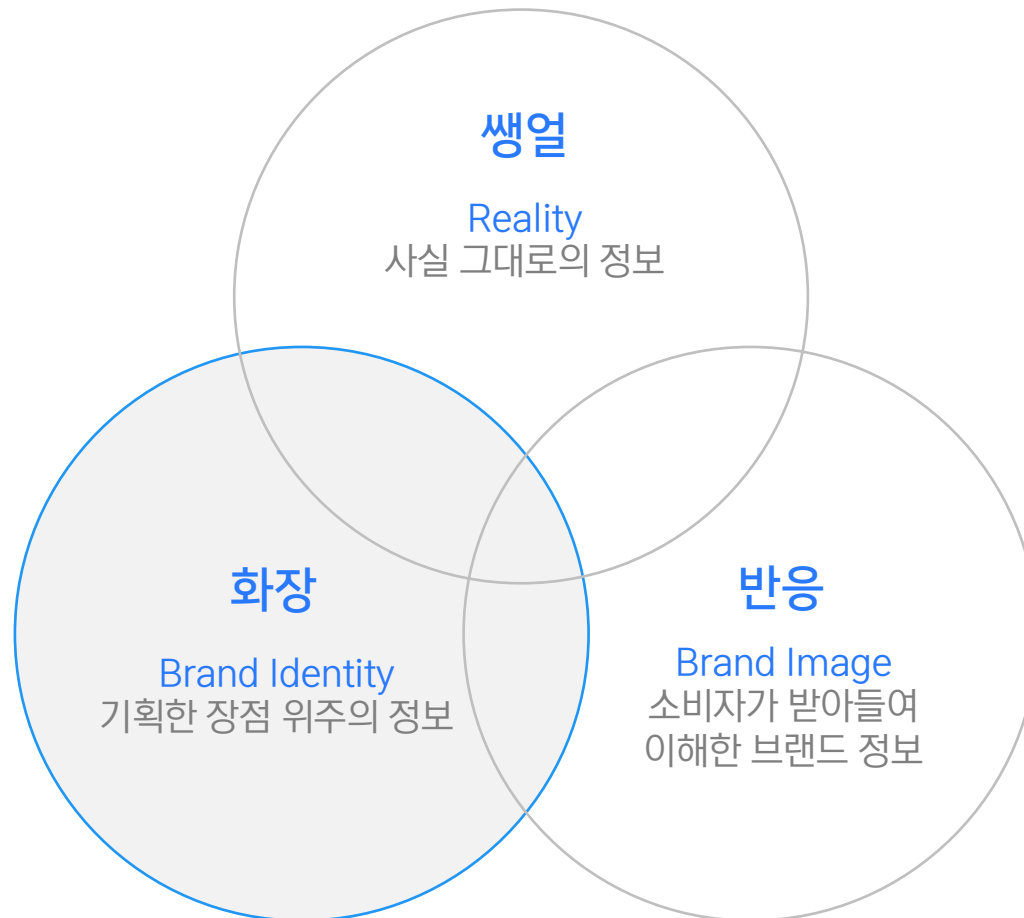 쌩얼
Reality
사실 그대로의 정보
화장
Brand Identity
기획한 장점 위주의 정보
반응
Brand Image
소비자가 받아들여
이해한 브랜드 정보